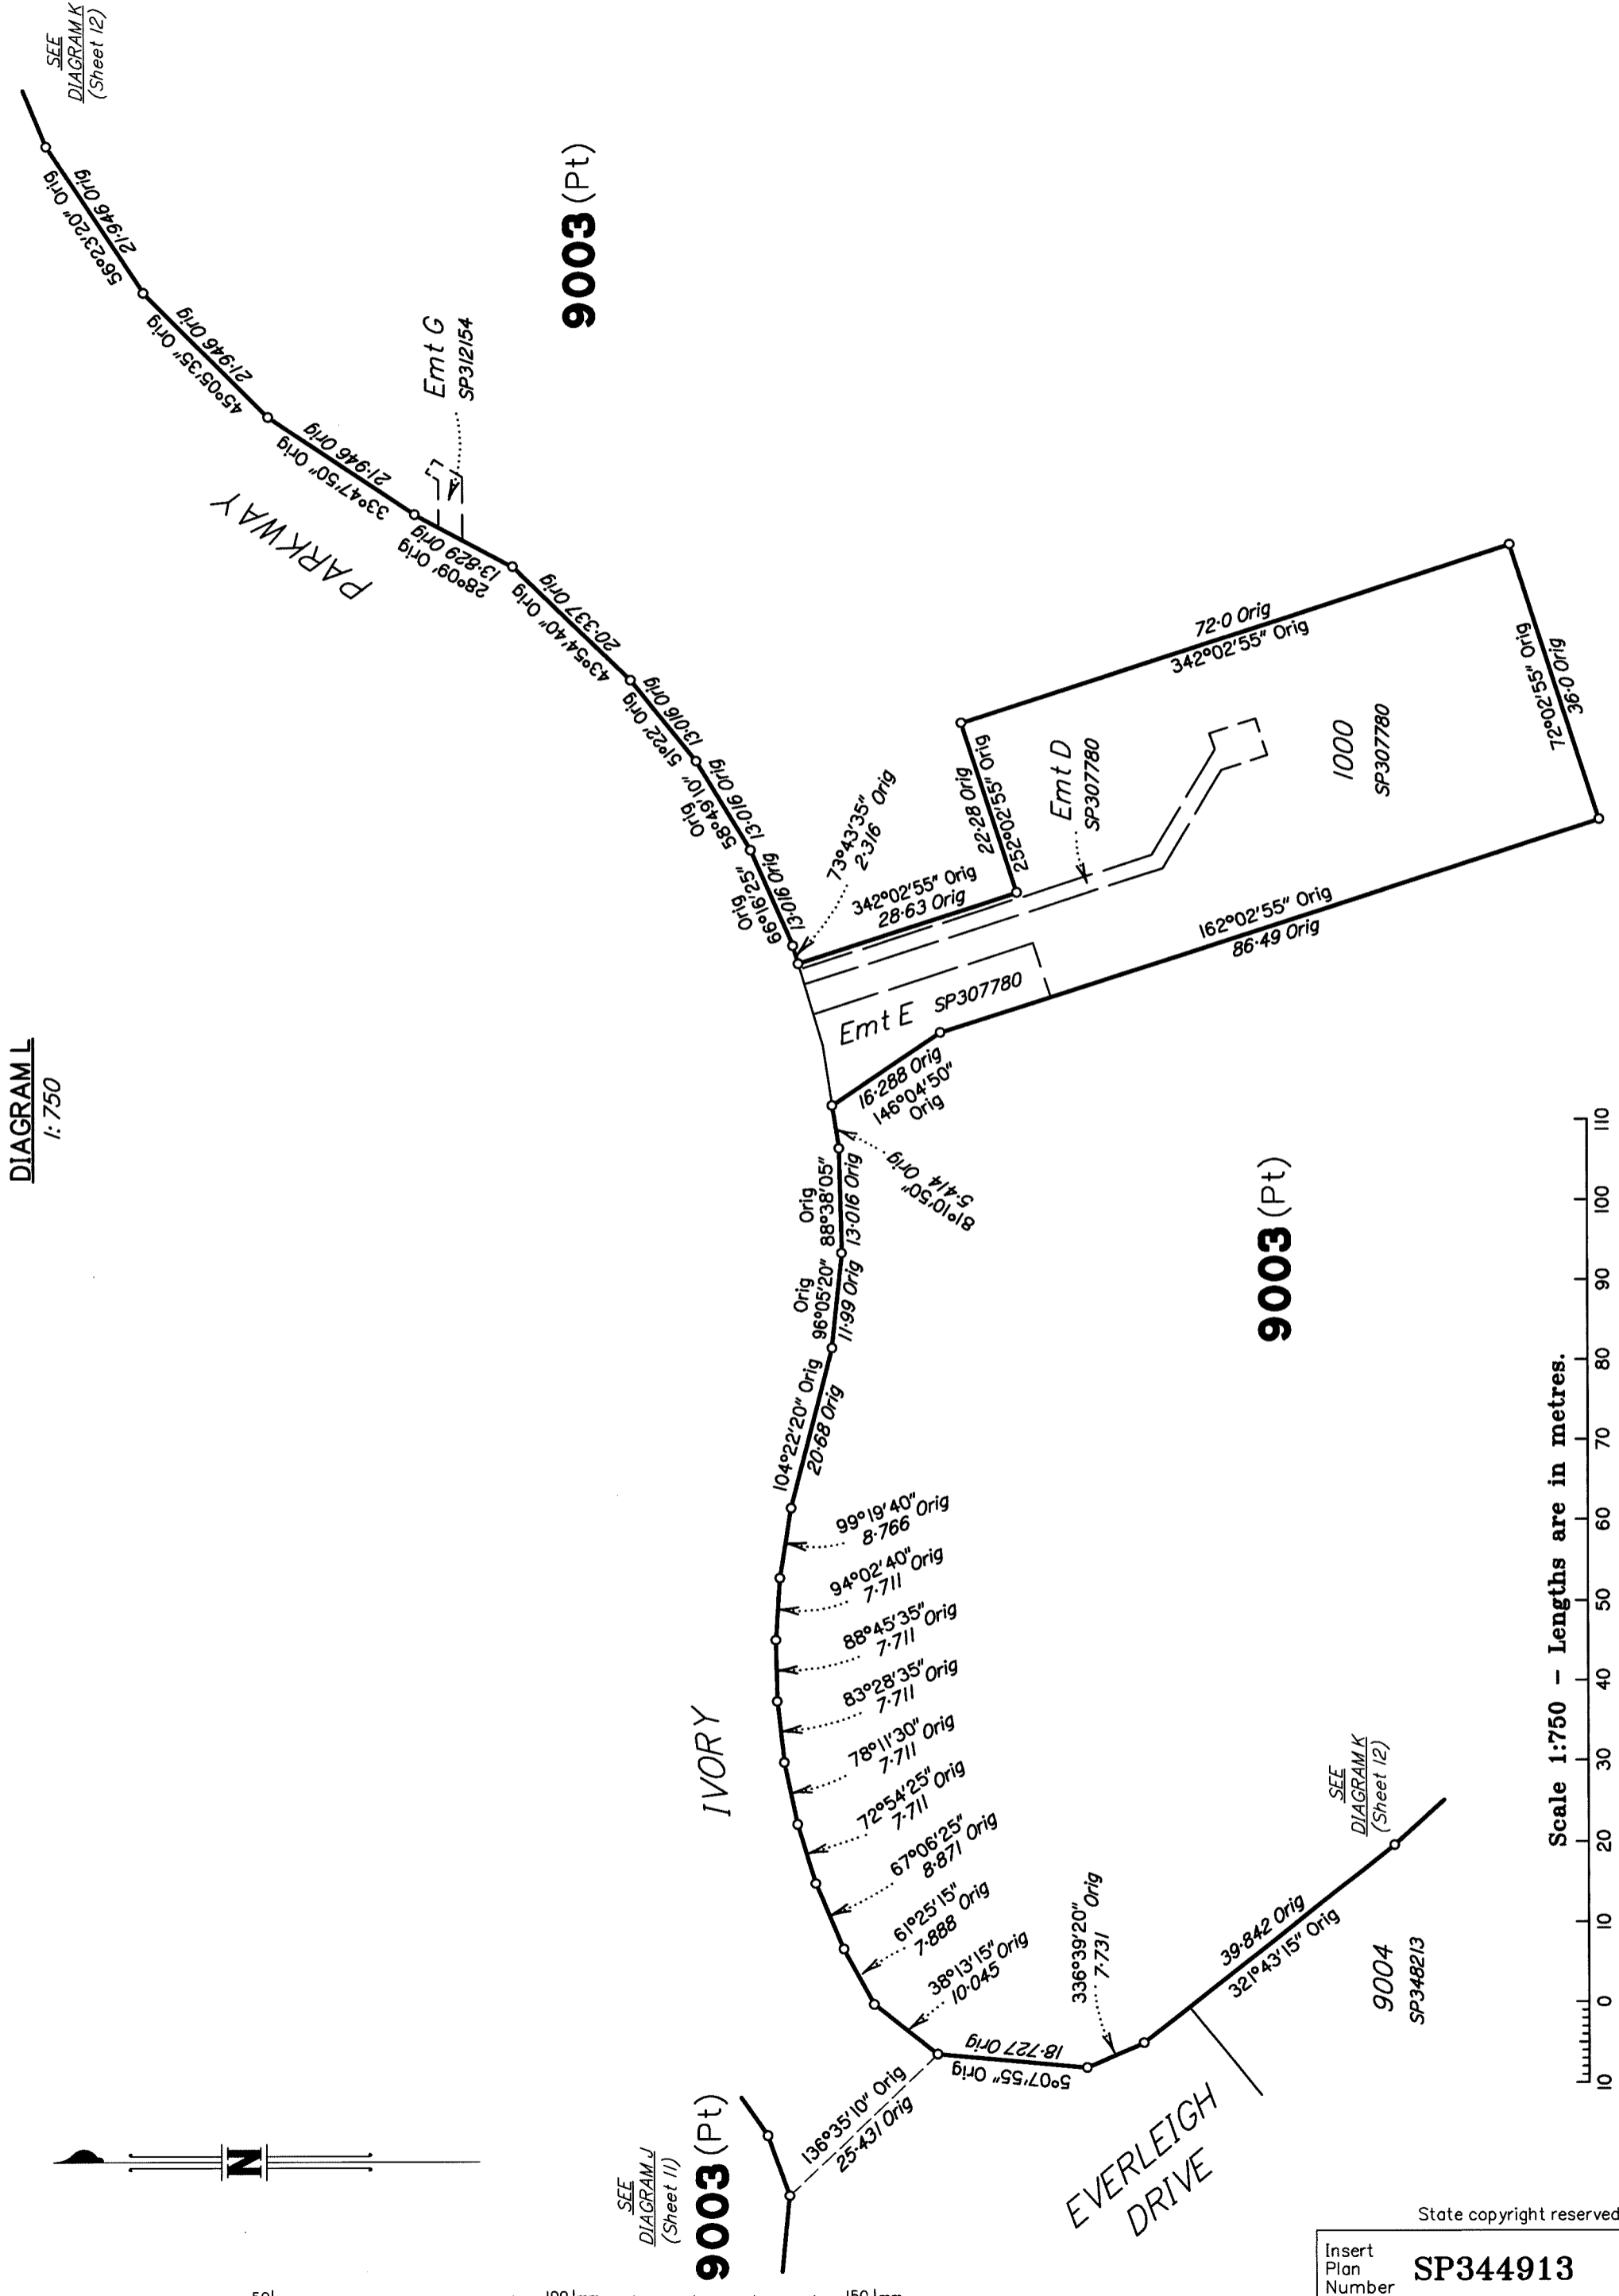 DIAGRAM L
1:750
SEE
DIAGRAM K
(Sheet 12)
56°23'20" Orig
21·946 Orig
45°05'35" Orig
21·946 Orig
33°47'50" Orig
21·946 Orig
PARKWAY
28°09' Orig
13·829 Orig
Emt G
SP312154
9003 (Pt)
43°54'40" Orig
20·337 Orig
51°22' Orig
13·016 Orig
58°49'10"
Orig
13·016 Orig
66°16'25"
Orig
13·016 Orig
73°43'35" Orig
2·316
342°02'55" Orig
28·63 Orig
22·28 Orig
252°02'55" Orig
72·0 Orig
342°02'55" Orig
72°02'55" Orig
36·0 Orig
Emt D
SP307780
1000
SP307780
162°02'55" Orig
86·49 Orig
Emt E SP307780
16·288 Orig
146°04'50"
Orig
81°10'50" Orig
5·414
Orig
88°38'05"
13·016 Orig
Orig
96°05'20"
11·99 Orig
104°22'20" Orig
20·68 Orig
99°19'40" Orig
8·766
94°02'40" Orig
7·711
88°45'35" Orig
7·711
83°28'35" Orig
7·711
78°11'30" Orig
7·711
72°54'25" Orig
7·711
67°06'25" Orig
8·871
61°25'15" Orig
7·888
38°13'15" Orig
10·045
IVORY
9003 (Pt)
5°07'55" Orig
18·727 Orig
336°39'20" Orig
7·731
39·842 Orig
321°43'15" Orig
SEE
DIAGRAM K
(Sheet 12)
9004
SP348213
136°35'10" Orig
25·431 Orig
SEE
DIAGRAM J
(Sheet 11)
9003 (Pt)
EVERLEIGH
DRIVE
N
Scale 1:750 – Lengths are in metres.
10 0 10 20 30 40 50 60 70 80 90 100 110
State copyright reserved
Insert
Plan
Number
SP344913